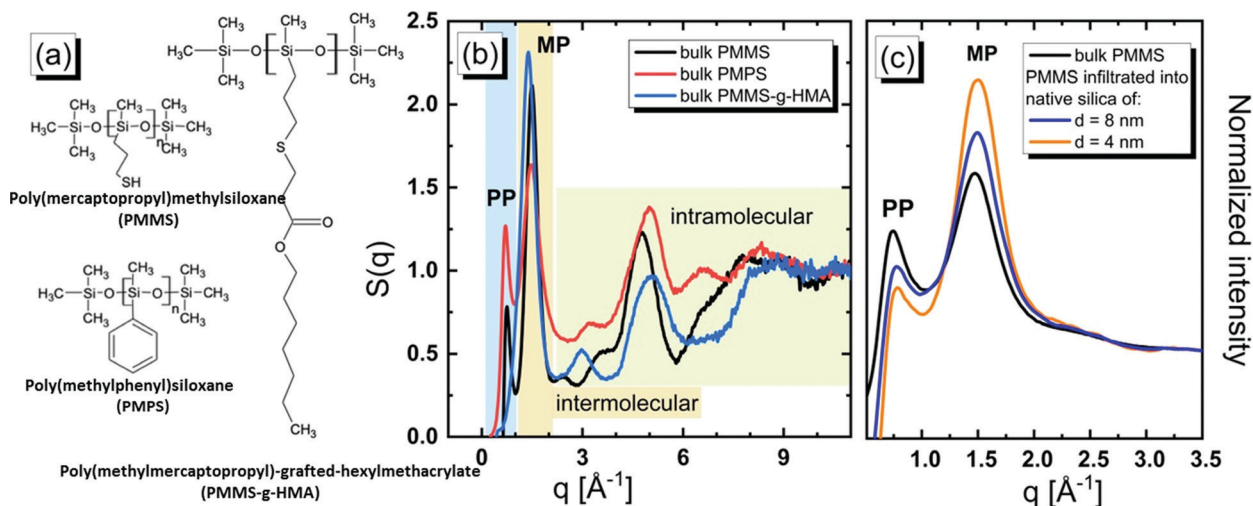 (a)
CH₃ CH₃ CH₃
H₃C Si O [ Si O ] Si CH₃
H₃C n CH₃
CH₃ CH₃ CH₃
H₃C Si O [ Si O ] Si CH₃
H₃C n CH₃
SH
Poly(mercaptopropyl)methylsiloxane
(PMMS)
S
O
O
CH₃ CH₃ CH₃
H₃C Si O [ Si O ] Si CH₃
CH₃ n CH₃
Poly(methylphenyl)siloxane
(PMPS)
CH₃
Poly(methylmercaptopropyl)-grafted-hexylmethacrylate
(PMMS-g-HMA)
(b)
MP
bulk PMMS
bulk PMPS
bulk PMMS-g-HMA
PP
intramolecular
intermolecular
S(q)
2.5
2.0
1.5
1.0
0.5
0.0
0 3 6 9
q [Å⁻¹]
(c)
MP
bulk PMMS
PMMS infiltrated into
native silica of:
d = 8 nm
d = 4 nm
PP
Normalized intensity
1.0 1.5 2.0 2.5 3.0 3.5
q [Å⁻¹]